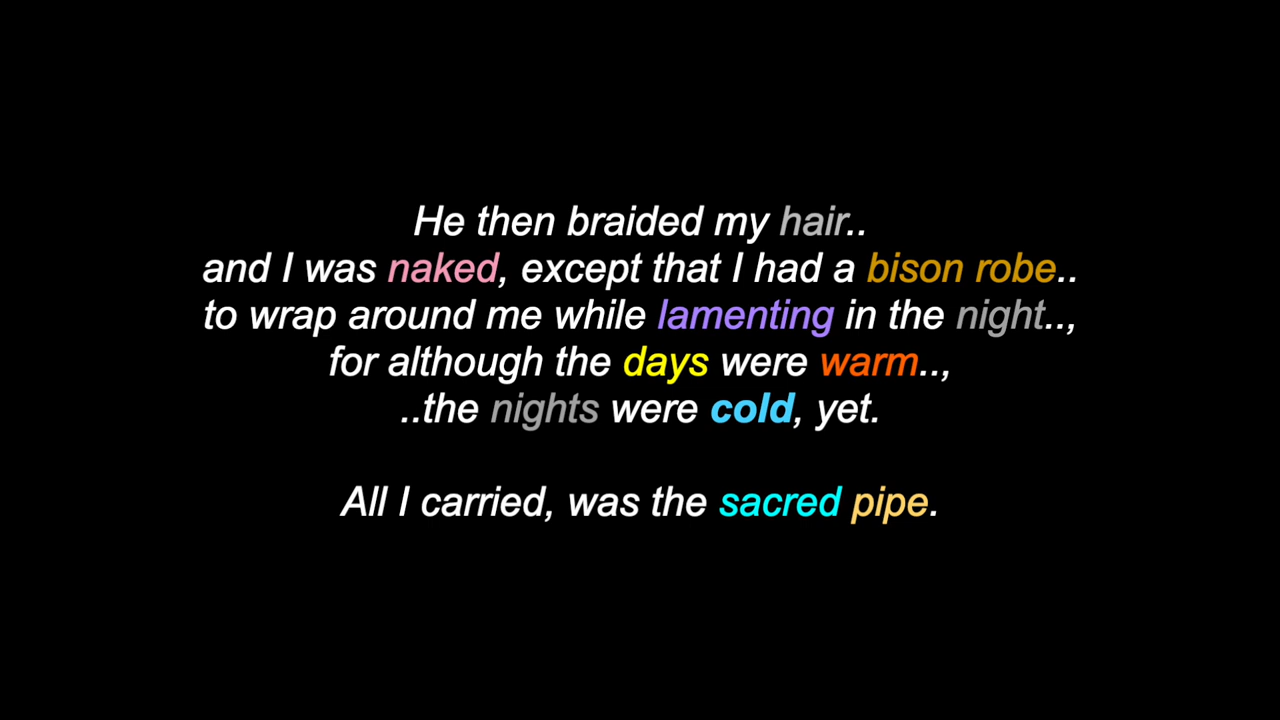 He then braided my hair..
and I was naked, except that I had a bison robe..
to wrap around me while lamenting in the night..,
for although the days were warm..,
..the nights were cold, yet.
All I carried, was the sacred pipe.